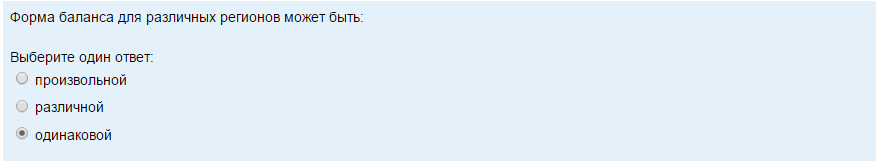 Форма баланса для различных регионов может быть:
Выберите один ответ:
произвольной
различной
одинаковой